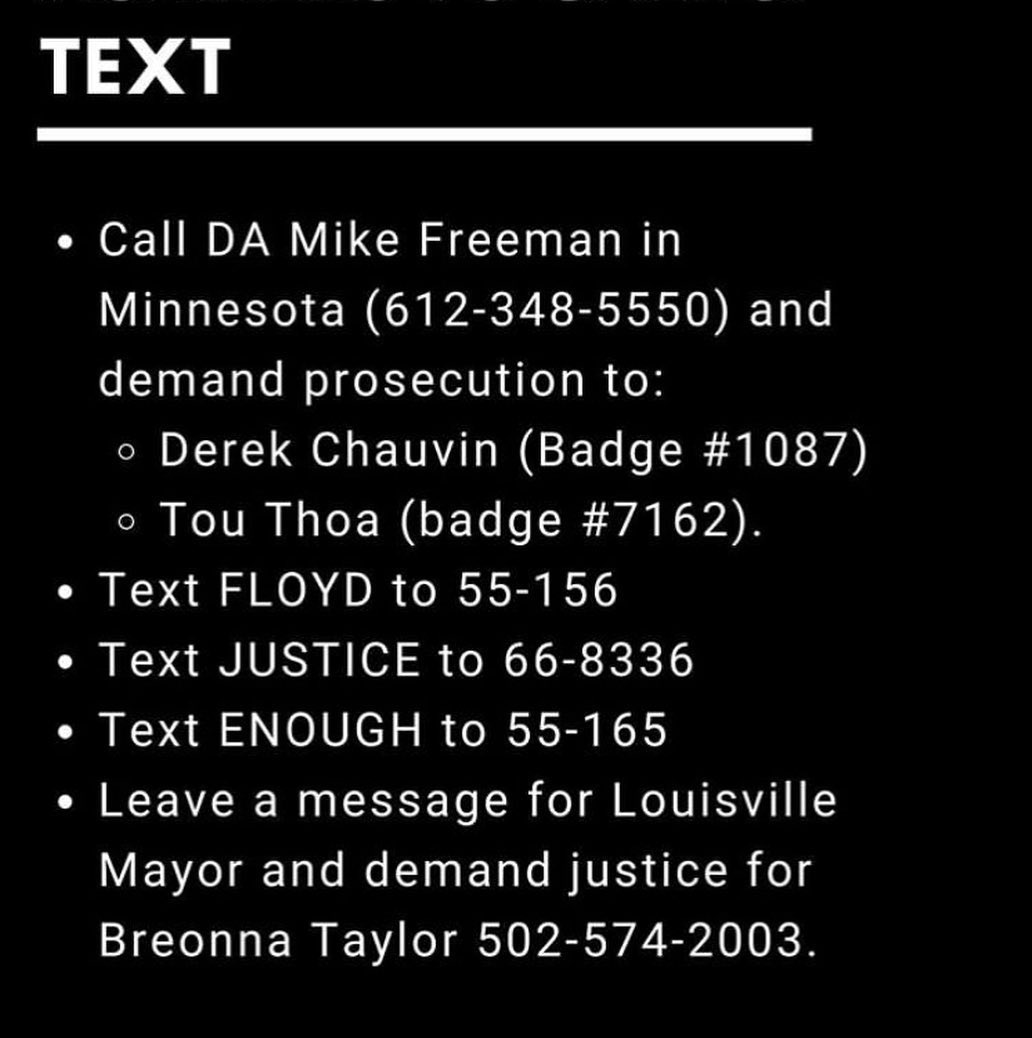 TEXT
• Call DA Mike Freeman in
Minnesota (612-348-5550) and
demand prosecution to:
◦ Derek Chauvin (Badge #1087)
◦ Tou Thoa (badge #7162).
• Text FLOYD to 55-156
• Text JUSTICE to 66-8336
• Text ENOUGH to 55-165
• Leave a message for Louisville
Mayor and demand justice for
Breonna Taylor 502-574-2003.